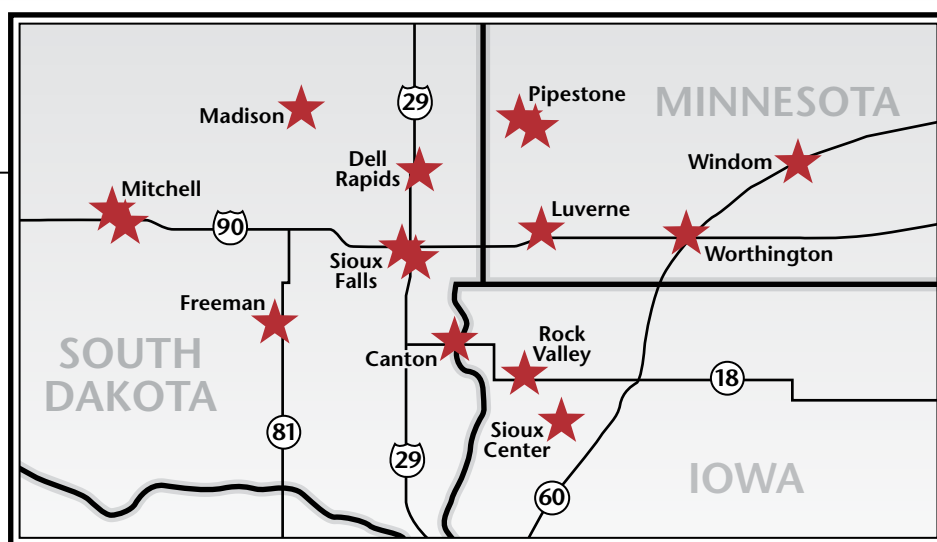 29
Pipestone
MINNESOTA
Madison
Dell
Rapids
Windom
Mitchell
Luverne
90
Sioux
Falls
Worthington
Freeman
SOUTH
DAKOTA
Canton
Rock
Valley
18
81
29
Sioux
Center
60
IOWA